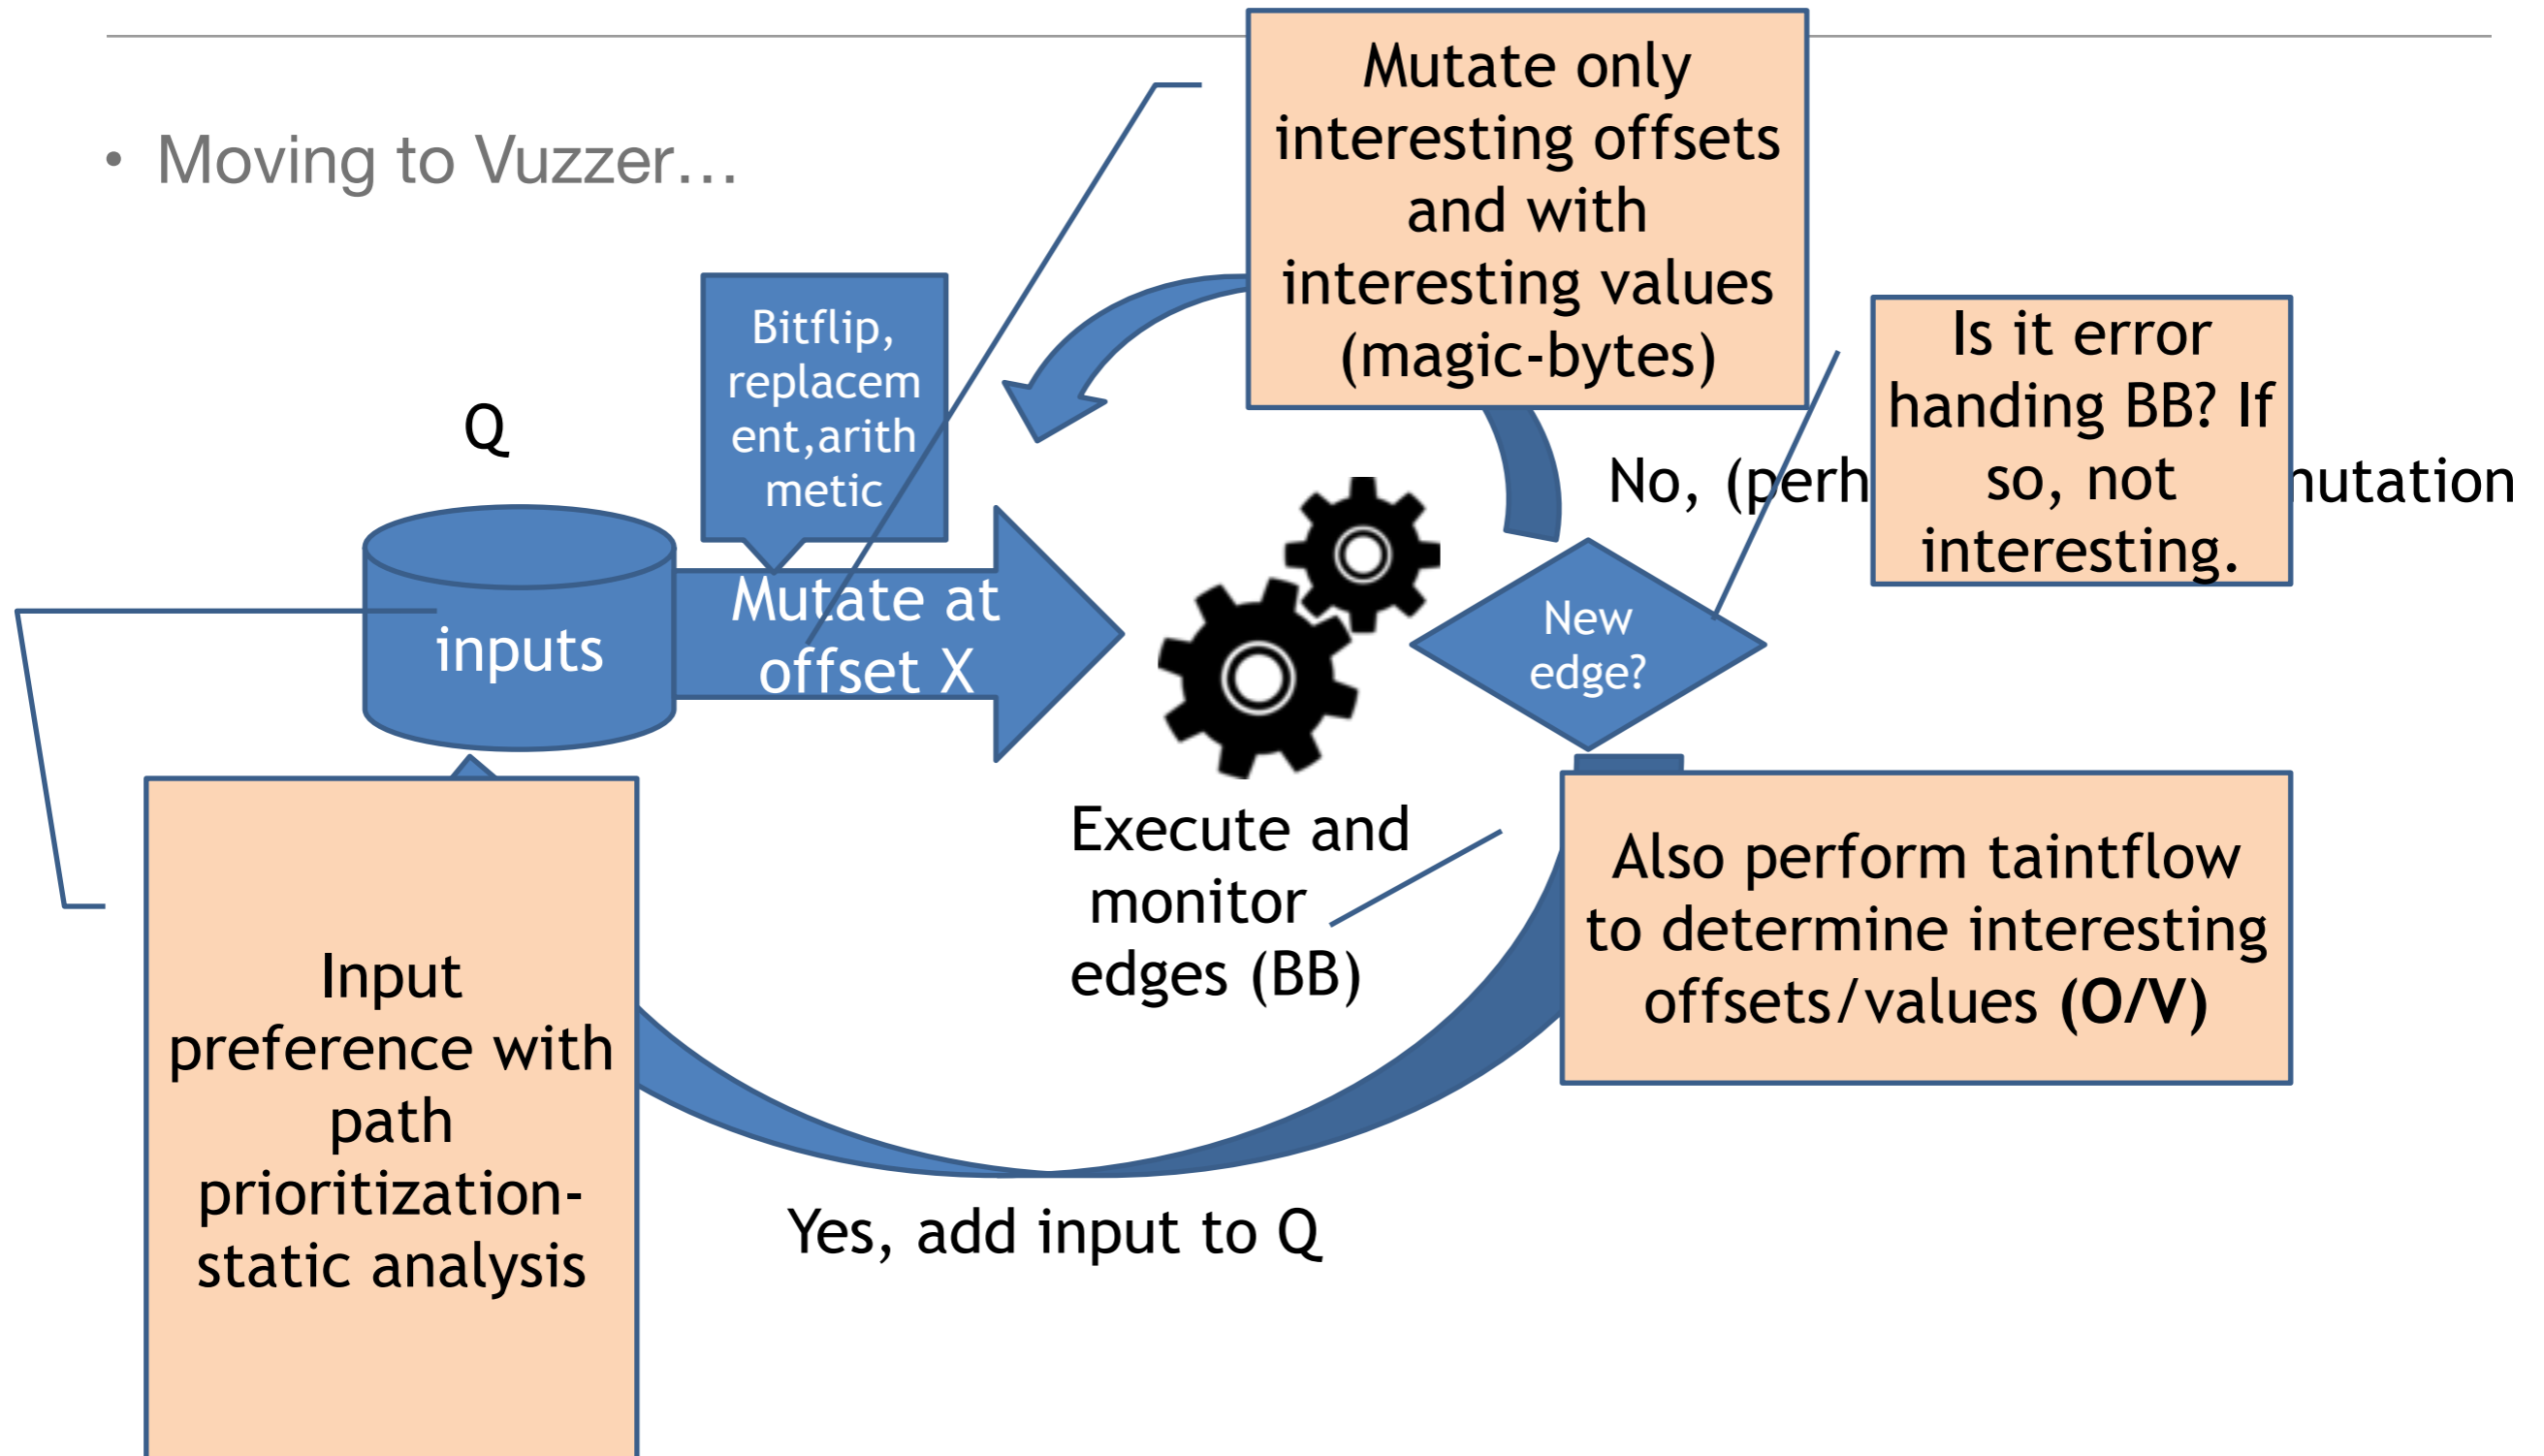 • Moving to Vuzzer...
Mutate only
interesting offsets
and with
interesting values
(magic-bytes)
Bitflip,
replacem
ent,arith
metic
Q
Is it error
handing BB? If
so, not
interesting.
No, (perh
nutation
inputs
Mutate at
offset X
New
edge?
Execute and
monitor
edges (BB)
Also perform taintflow
to determine interesting
offsets/values (O/V)
Input
preference with
path
prioritization-
static analysis
Yes, add input to Q